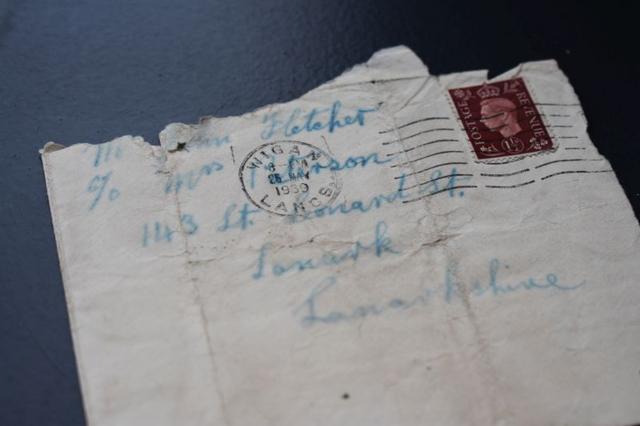 POSTAGE REVENUE
1½D
WIGAN
1939
LANCS
Fletcher
c/o Mrs
143 St. Leonard St.
Lanark
Lanarkshire